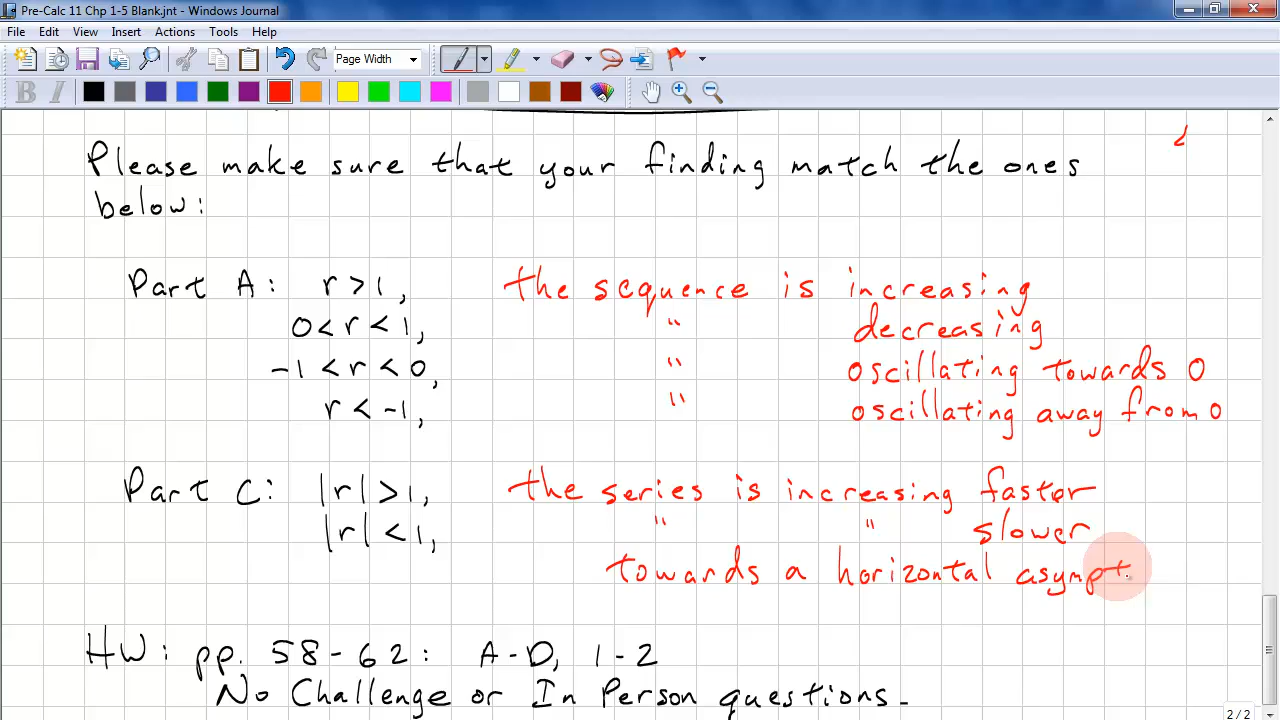 Pre-Calc 11 Chp 1-5 Blank.jnt - Windows Journal
File Edit View Insert Actions Tools Help
Page Width
B I
Please make sure that your finding match the ones
below:
Part A: r > 1, the sequence is increasing
0 < r < 1, " decreasing
-1 < r < 0, " oscillating towards 0
r < -1, " oscillating away from 0
Part C: |r| > 1, the series is increasing faster
|r| < 1, " " slower
towards a horizontal asympt
HW: pp. 58-62: A-D, 1-2
No Challenge or In Person questions.
2/2